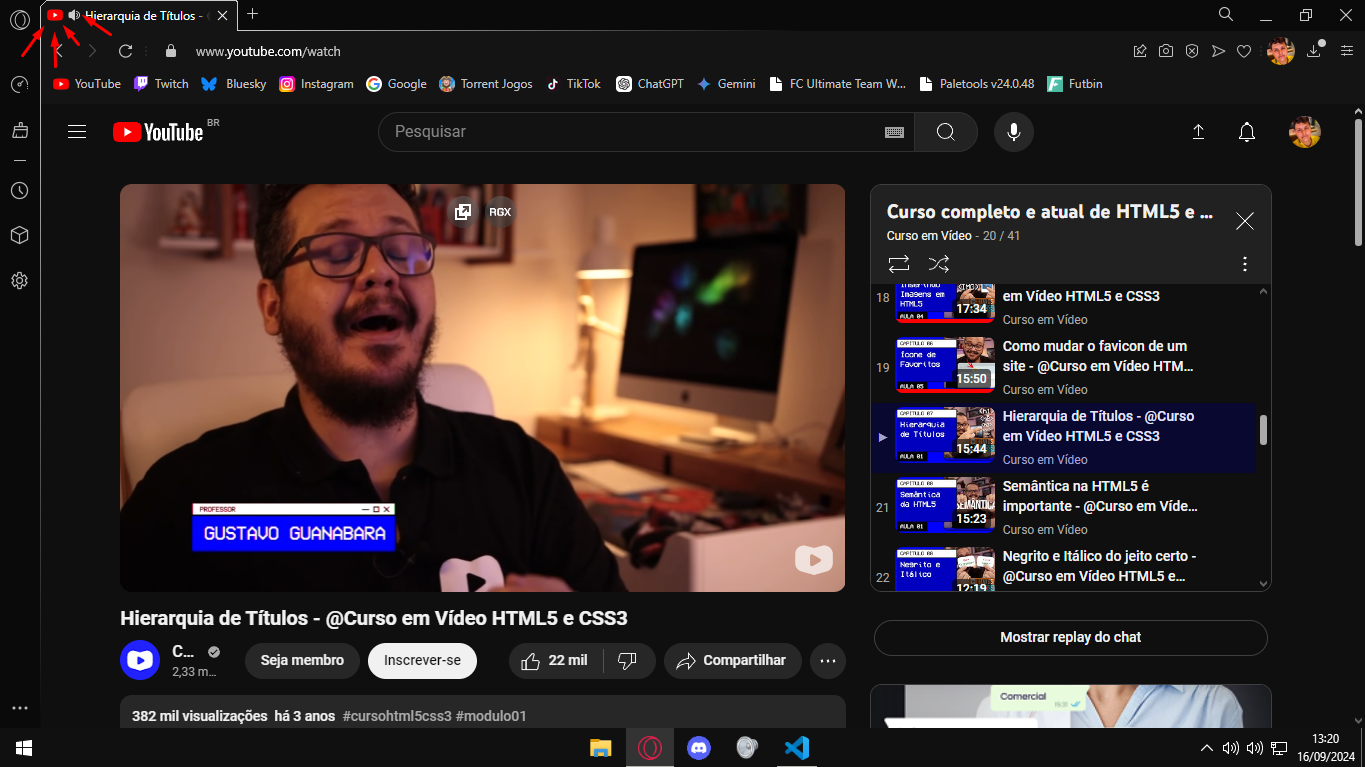 Hierarquia de Títulos -
www.youtube.com/watch
YouTube
Twitch
Bluesky
Instagram
Google
Torrent Jogos
TikTok
ChatGPT
Gemini
FC Ultimate Team W...
Paletools v24.0.48
Futbin
YouTube BR
Pesquisar
RGX
PROFESSOR
GUSTAVO GUANABARA
Curso completo e atual de HTML5 e ...
Curso em Vídeo - 20 / 41
18
Imagens em
HTML5
AULA 04
17:34
em Vídeo HTML5 e CSS3
Curso em Vídeo
19
CAPÍTULO 06
Ícone de
Favoritos
AULA 05
15:50
Como mudar o favicon de um
site - @Curso em Vídeo HTM...
Curso em Vídeo
CAPÍTULO 07
Hierarquia
de Títulos
AULA 01
15:44
Hierarquia de Títulos - @Curso
em Vídeo HTML5 e CSS3
Curso em Vídeo
21
CAPÍTULO 08
Semântica
da HTML5
AULA 01
SEMÂNTICA
15:23
Semântica na HTML5 é
importante - @Curso em Víde...
Curso em Vídeo
22
CAPÍTULO 08
Negrito e
Itálico
12:19
Negrito e Itálico do jeito certo -
@Curso em Vídeo HTML5 e...
Hierarquia de Títulos - @Curso em Vídeo HTML5 e CSS3
C...
2,33 m...
Seja membro
Inscrever-se
22 mil
Compartilhar
Mostrar replay do chat
382 mil visualizações há 3 anos #cursohtml5css3 #modulo01
Comercial
13:20
16/09/2024